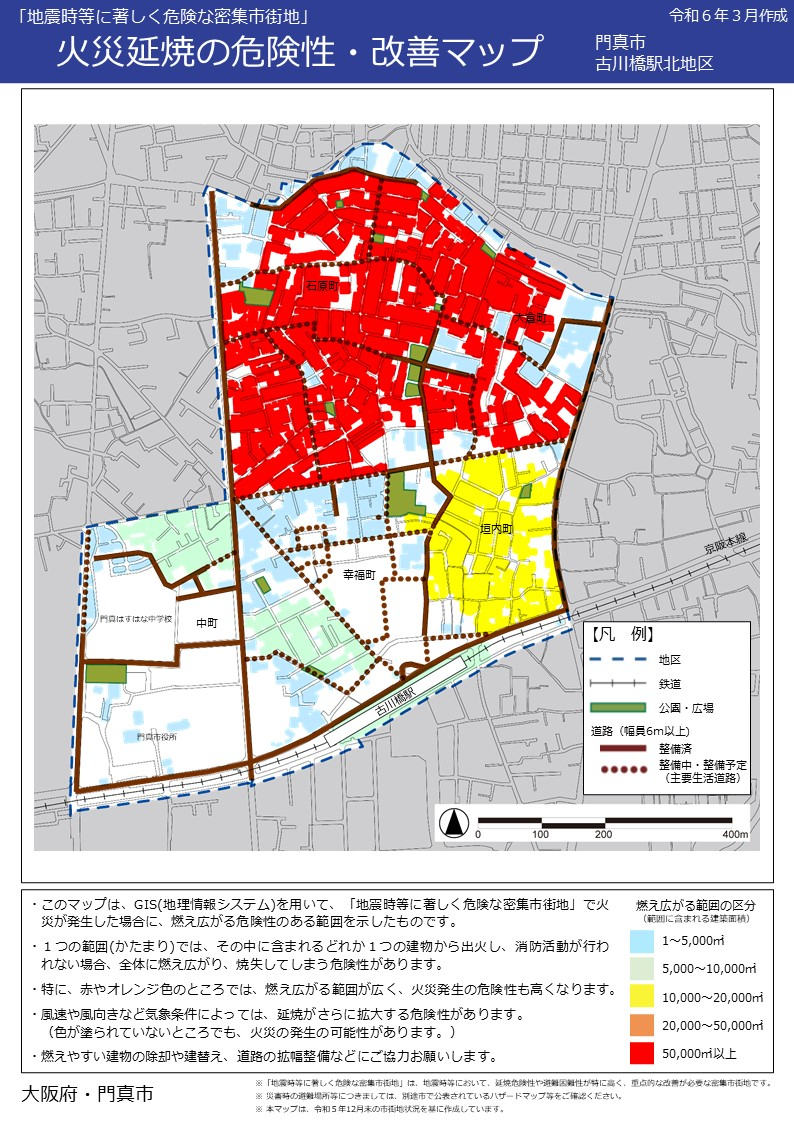 「地震時等に著しく危険な密集市街地」
令和６年３月作成
火災延焼の危険性・改善マップ
門真市
古川橋駅北地区
石原町
大倉町
垣内町
京阪本線
幸福町
門真はすはな中学校
中町
古川橋駅
門真市役所
【凡　例】
地区
鉄道
公園・広場
道路（幅員6ｍ以上）
整備済
整備中・整備予定
（主要生活道路）
0 100 200 400m
・このマップは、GIS(地理情報システム)を用いて、「地震時等に著しく危険な密集市街地」で火
災が発生した場合に、燃え広がる危険性のある範囲を示したものです。
・１つの範囲(かたまり)では、その中に含まれるどれか１つの建物から出火し、消防活動が行わ
れない場合、全体に燃え広がり、焼失してしまう危険性があります。
・特に、赤やオレンジ色のところでは、燃え広がる範囲が広く、火災発生の危険性も高くなります。
・風速や風向きなど気象条件によっては、延焼がさらに拡大する危険性があります。
（色が塗られていないところでも、火災の発生の可能性があります。）
・燃えやすい建物の除却や建替え、道路の拡幅整備などにご協力お願いします。
燃え広がる範囲の区分
（範囲に含まれる建築面積）
1～5,000㎡
5,000～10,000㎡
10,000～20,000㎡
20,000～50,000㎡
50,000㎡以上
大阪府・門真市
※「地震時等に著しく危険な密集市街地」は、地震時等において、延焼危険性や避難困難性が特に高く、重点的な改善が必要な密集市街地です。
※ 災害時の避難場所等につきましては、別途市で公表されているハザードマップ等をご確認ください。
※ 本マップは、令和５年12月末の市街地状況を基に作成しています。